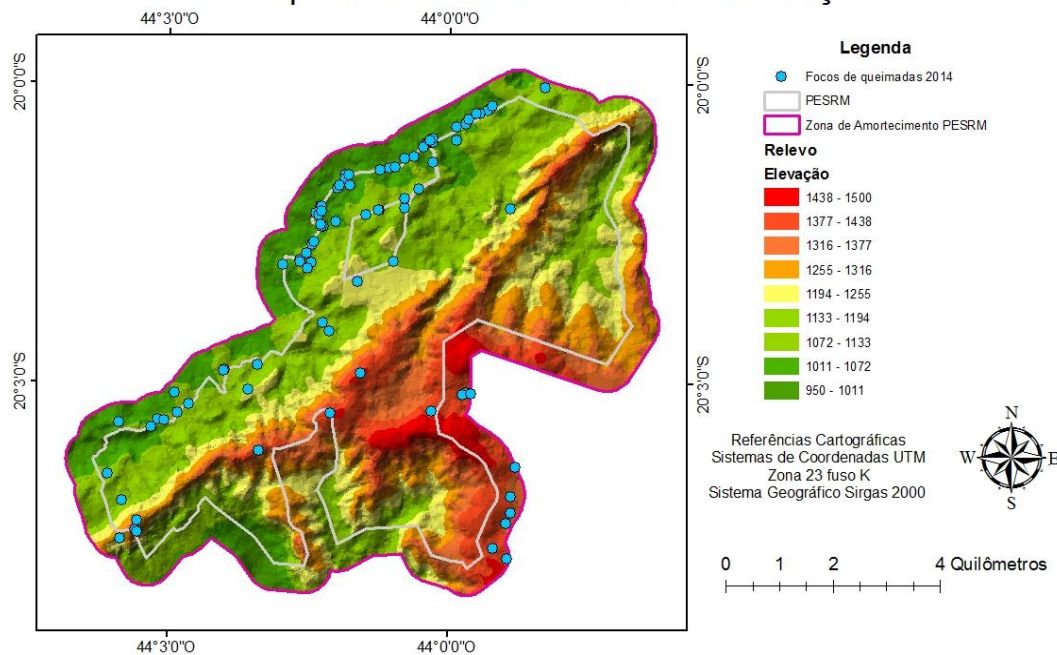 44°3'0"O
44°0'0"O
20°0'0"S
20°0'0"S
20°3'0"S
20°3'0"S
44°3'0"O
44°0'0"O
Legenda
Focos de queimadas 2014
PESRM
Zona de Amortecimento PESRM
Relevo
Elevação
1438 - 1500
1377 - 1438
1316 - 1377
1255 - 1316
1194 - 1255
1133 - 1194
1072 - 1133
1011 - 1072
950 - 1011
Referências Cartográficas
Sistemas de Coordenadas UTM
Zona 23 fuso K
Sistema Geográfico Sirgas 2000
N
W E
S
0 1 2 4 Quilômetros